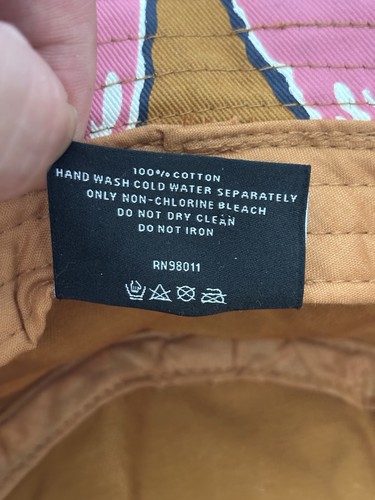 100% COTTON
HAND WASH COLD WATER SEPARATELY
ONLY NON-CHLORINE BLEACH
DO NOT DRY CLEAN
DO NOT IRON
RN98011